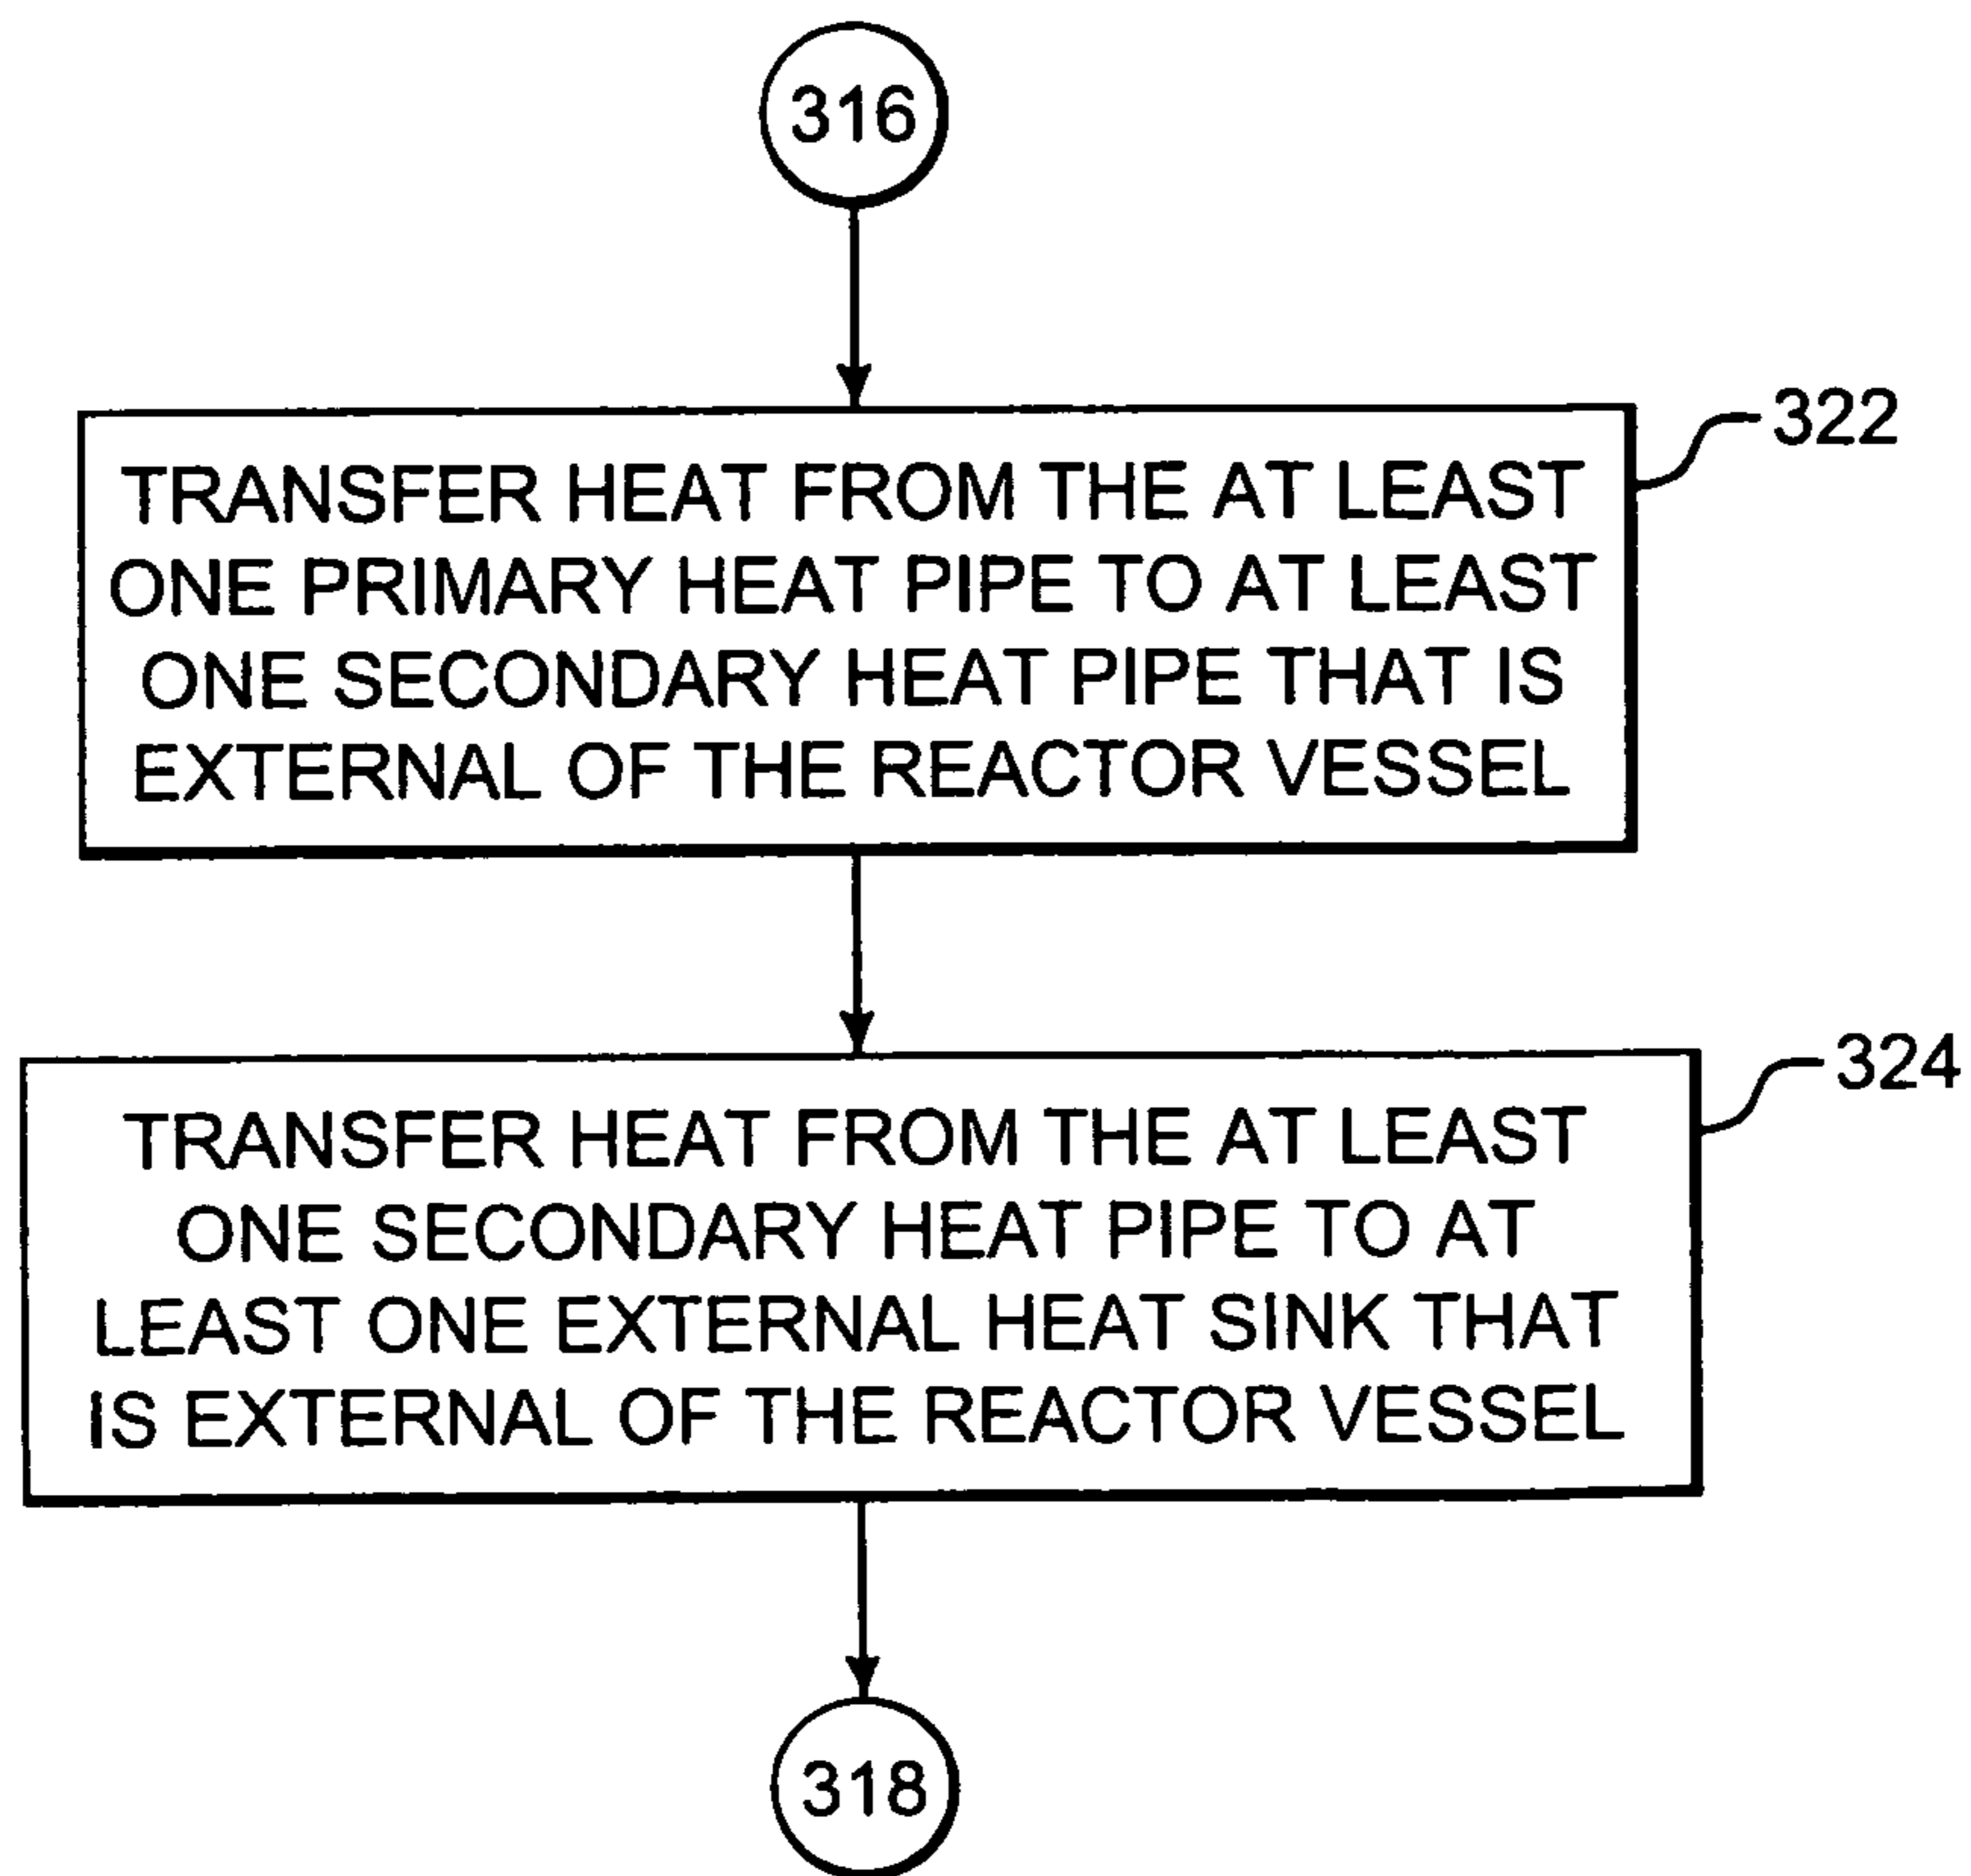 316
322
TRANSFER HEAT FROM THE AT LEAST
ONE PRIMARY HEAT PIPE TO AT LEAST
ONE SECONDARY HEAT PIPE THAT IS
EXTERNAL OF THE REACTOR VESSEL
324
TRANSFER HEAT FROM THE AT LEAST
ONE SECONDARY HEAT PIPE TO AT
LEAST ONE EXTERNAL HEAT SINK THAT
IS EXTERNAL OF THE REACTOR VESSEL
318